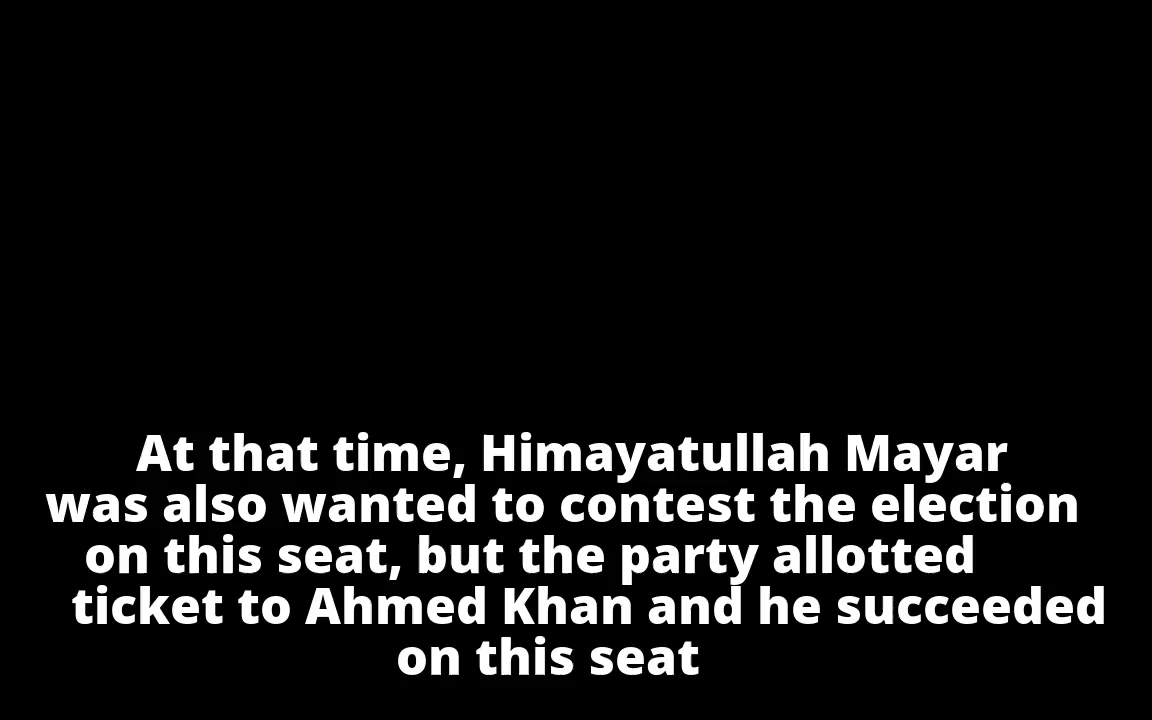 At that time, Himayatullah Mayar
was also wanted to contest the election
on this seat, but the party allotted
ticket to Ahmed Khan and he succeeded
on this seat